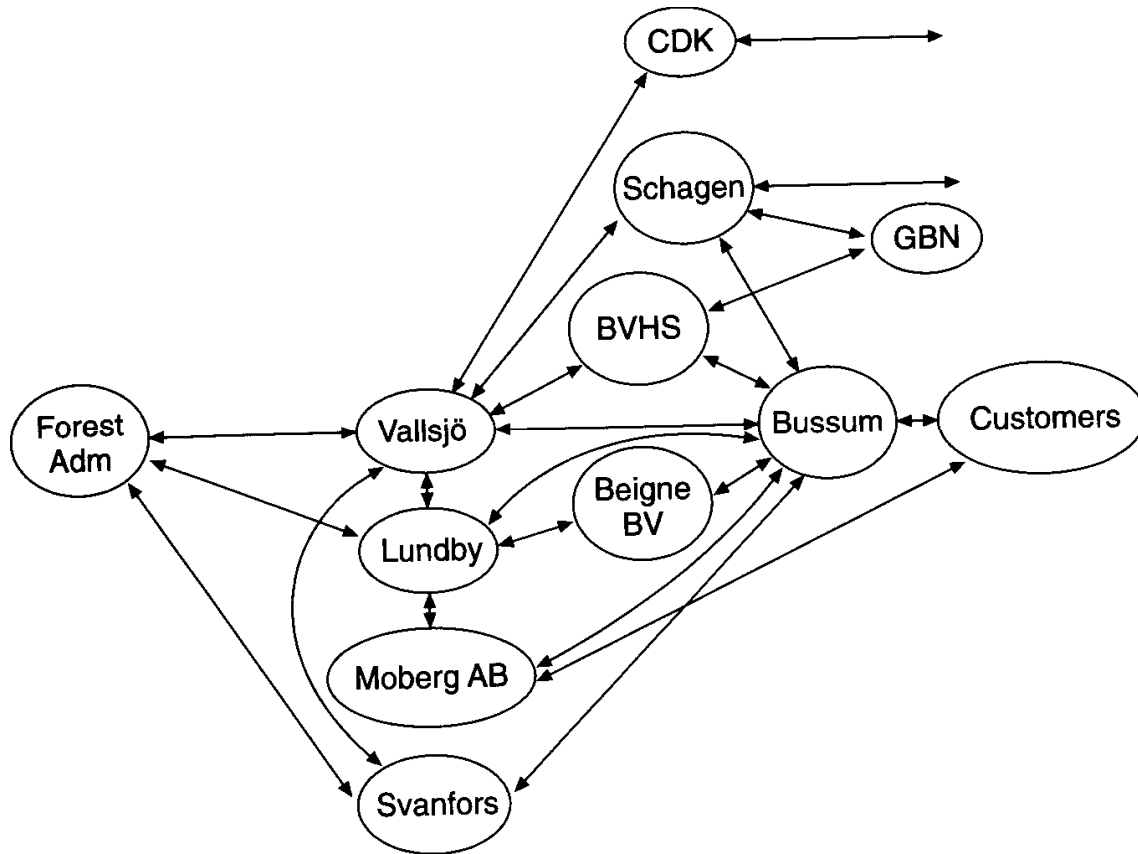 CDK
Schagen
GBN
BVHS
Forest
Adm
Vallsjö
Bussum
Customers
Beigne
BV
Lundby
Moberg AB
Svanfors